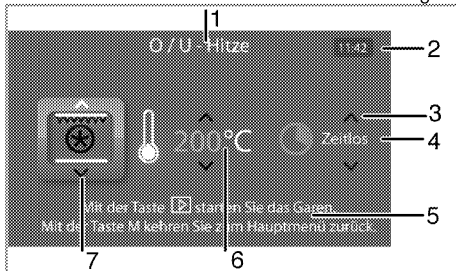 1
O / U - Hitze
11:42
2
3
200°C
Zeitlos
4
Mit der Taste starten Sie das Garen.
5
Mit der Taste M kehren Sie zum Hauptmenü zurück.
7
6